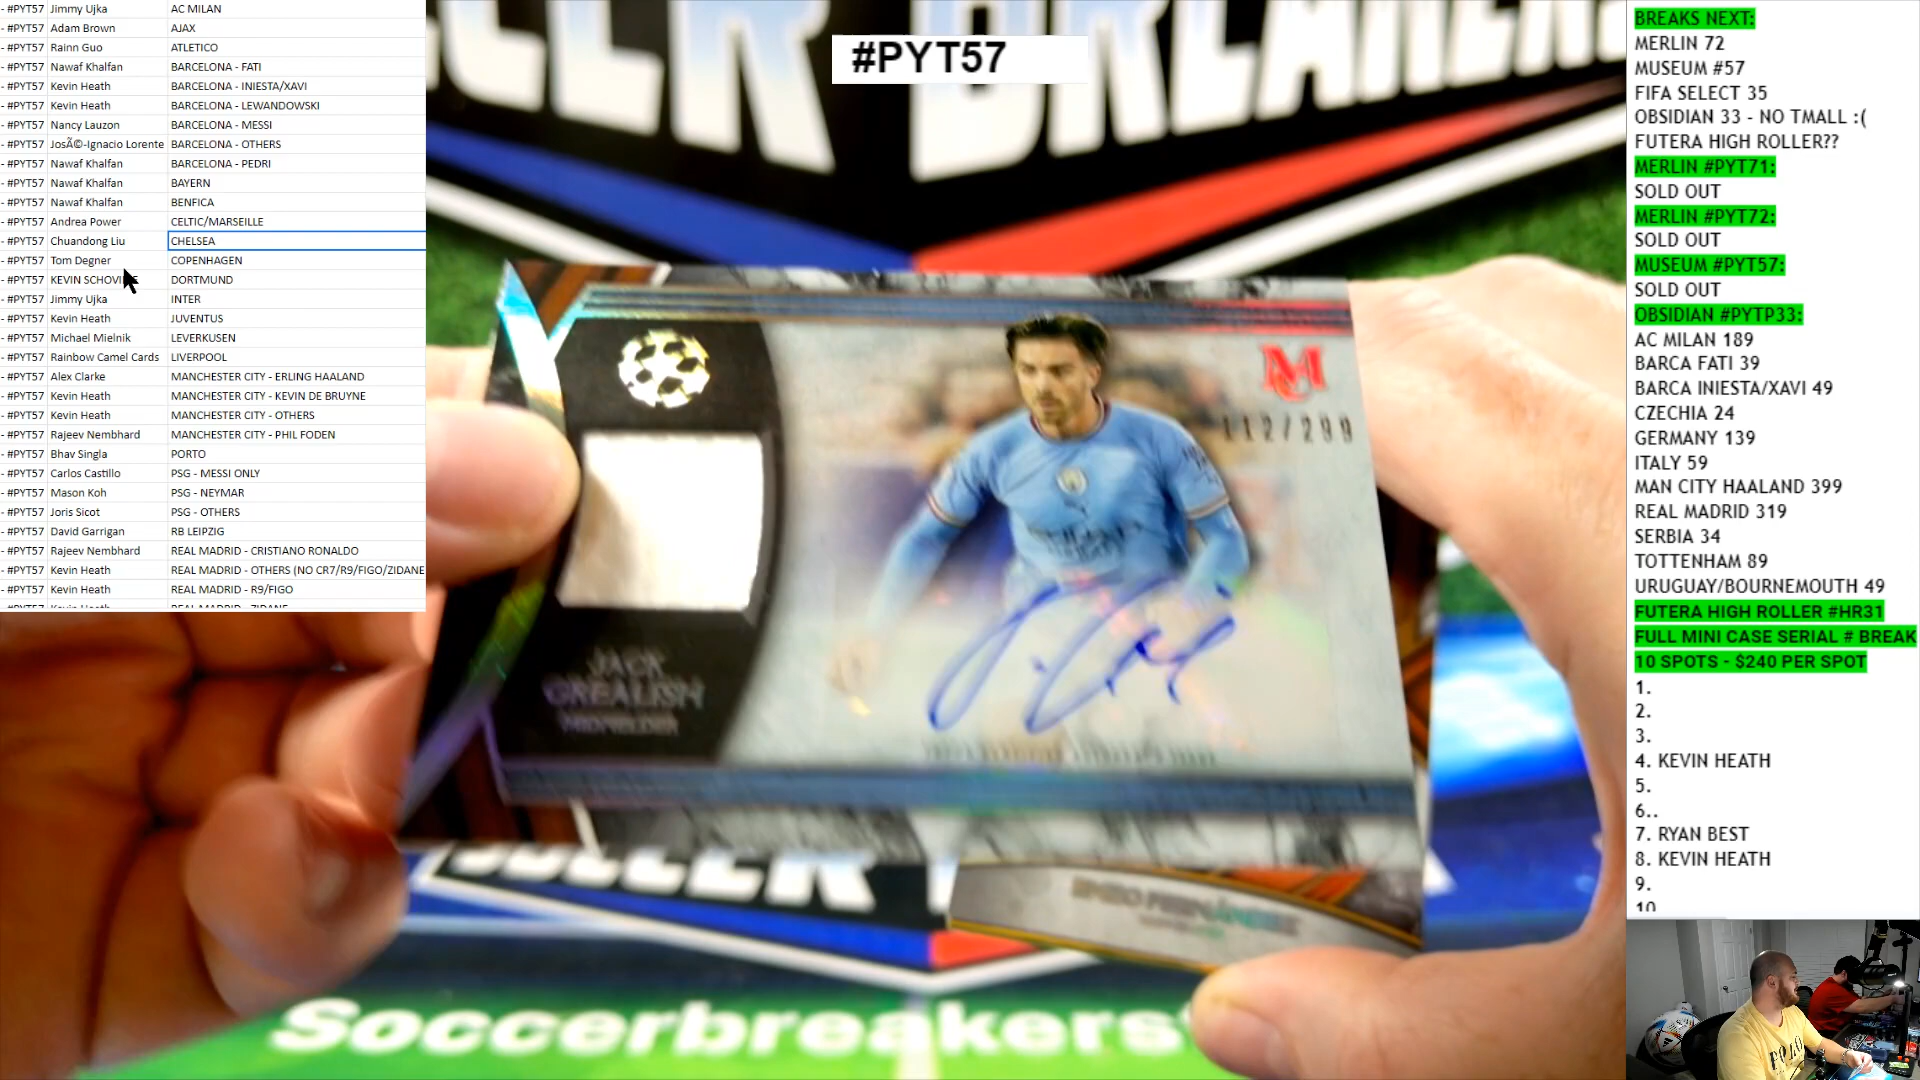 - #PYT57 Jimmy Ujka AC MILAN
- #PYT57 Adam Brown AJAX
- #PYT57 Rainn Guo ATLETICO
- #PYT57 Nawaf Khalfan BARCELONA - FATI
- #PYT57 Kevin Heath BARCELONA - INIESTA/XAVI
- #PYT57 Kevin Heath BARCELONA - LEWANDOWSKI
- #PYT57 Nancy Lauzon BARCELONA - MESSI
- #PYT57 JosÃ©-Ignacio Lorente BARCELONA - OTHERS
- #PYT57 Nawaf Khalfan BARCELONA - PEDRI
- #PYT57 Nawaf Khalfan BAYERN
- #PYT57 Nawaf Khalfan BENFICA
- #PYT57 Andrea Power CELTIC/MARSEILLE
- #PYT57 Chuandong Liu CHELSEA
- #PYT57 Tom Degner COPENHAGEN
- #PYT57 KEVIN DORTMUND
- #PYT57 Jimmy Ujka INTER
- #PYT57 Kevin Heath JUVENTUS
- #PYT57 Michael Mielnik LEVERKUSEN
- #PYT57 Rainbow Camel Cards LIVERPOOL
- #PYT57 Alex Clarke MANCHESTER CITY - ERLING HAALAND
- #PYT57 Kevin Heath MANCHESTER CITY - KEVIN DE BRUYNE
- #PYT57 Kevin Heath MANCHESTER CITY - OTHERS
- #PYT57 Rajeev Nembhard MANCHESTER CITY - PHIL FODEN
- #PYT57 Bhav Singla PORTO
- #PYT57 Carlos Castillo PSG - MESSI ONLY
- #PYT57 Mason Koh PSG - NEYMAR
- #PYT57 Joris Sicot PSG - OTHERS
- #PYT57 David Garrigan RB LEIPZIG
- #PYT57 Rajeev Nembhard REAL MADRID - CRISTIANO RONALDO
- #PYT57 Kevin Heath REAL MADRID - OTHERS (NO CR7/R9/FIGO/ZIDANE
- #PYT57 Kevin Heath REAL MADRID - R9/FIGO
#PYT57
112/299
JACK
GREALISH
MIDFIELDER
ENZO FERNÁNDEZ
Soccerbreakers
BREAKS NEXT:
MERLIN 72
MUSEUM #57
FIFA SELECT 35
OBSIDIAN 33 - NO TMALL :(
FUTERA HIGH ROLLER??
MERLIN #PYT71:
SOLD OUT
MERLIN #PYT72:
SOLD OUT
MUSEUM #PYT57:
SOLD OUT
OBSIDIAN #PYTP33:
AC MILAN 189
BARCA FATI 39
BARCA INIESTA/XAVI 49
CZECHIA 24
GERMANY 139
ITALY 59
MAN CITY HAALAND 399
REAL MADRID 319
SERBIA 34
TOTTENHAM 89
URUGUAY/BOURNEMOUTH 49
FUTERA HIGH ROLLER #HR31
FULL MINI CASE SERIAL # BREAK
10 SPOTS - $240 PER SPOT
1.
2.
3.
4. KEVIN HEATH
5.
6..
7. RYAN BEST
8. KEVIN HEATH
9.
10